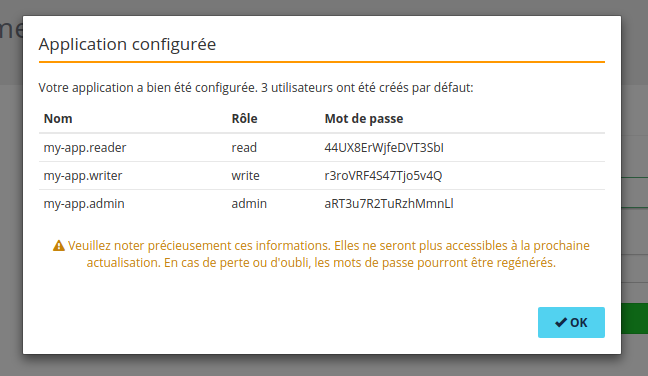 me
Application configurée
Votre application a bien été configurée. 3 utilisateurs ont été créés par défaut:
Nom Rôle Mot de passe
my-app.reader read 44UX8ErWjfeDVT3SbI
my-app.writer write r3roVRF4S47Tjo5v4Q
my-app.admin admin aRT3u7R2TuRzhMmnLl
Veuillez noter précieusement ces informations. Elles ne seront plus accessibles à la prochaine
actualisation. En cas de perte ou d'oubli, les mots de passe pourront être regénérés.
OK